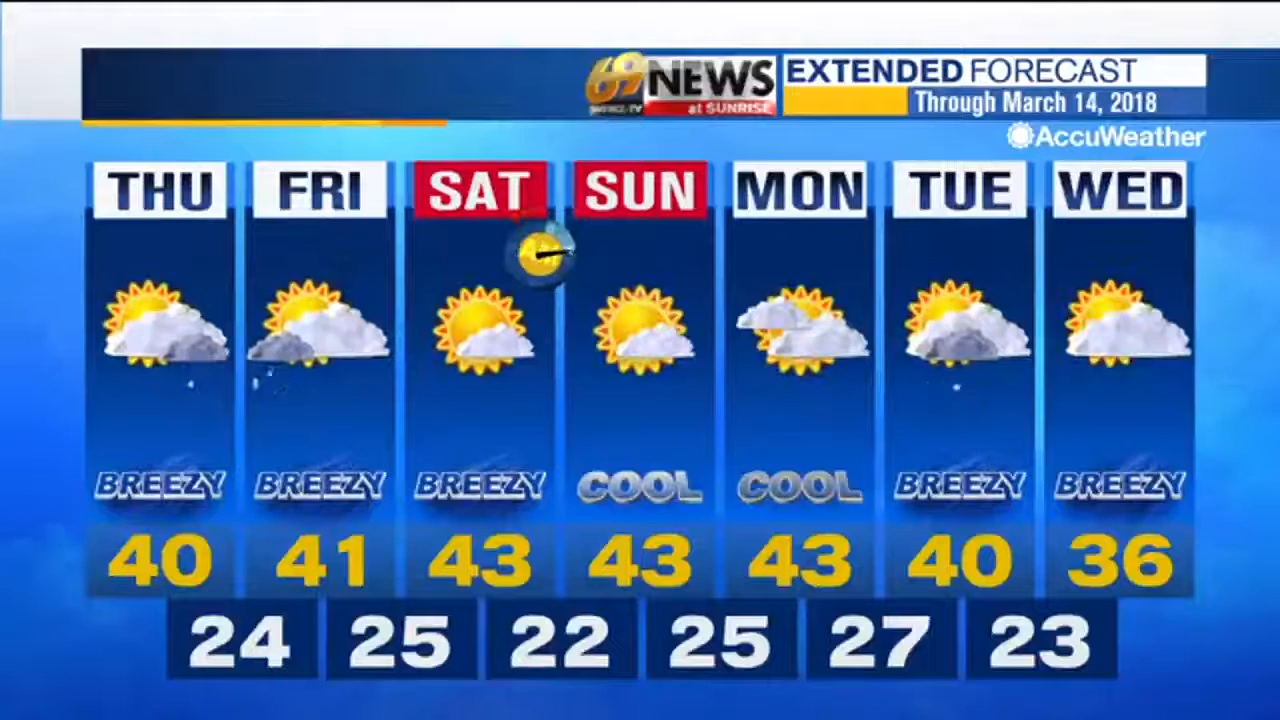 69 NEWS
at SUNRISE
EXTENDED FORECAST
Through March 14, 2018
AccuWeather
THU FRI SAT SUN MON TUE WED
BREEZY BREEZY BREEZY COOL COOL BREEZY BREEZY
40 41 43 43 43 40 36
24 25 22 25 27 23